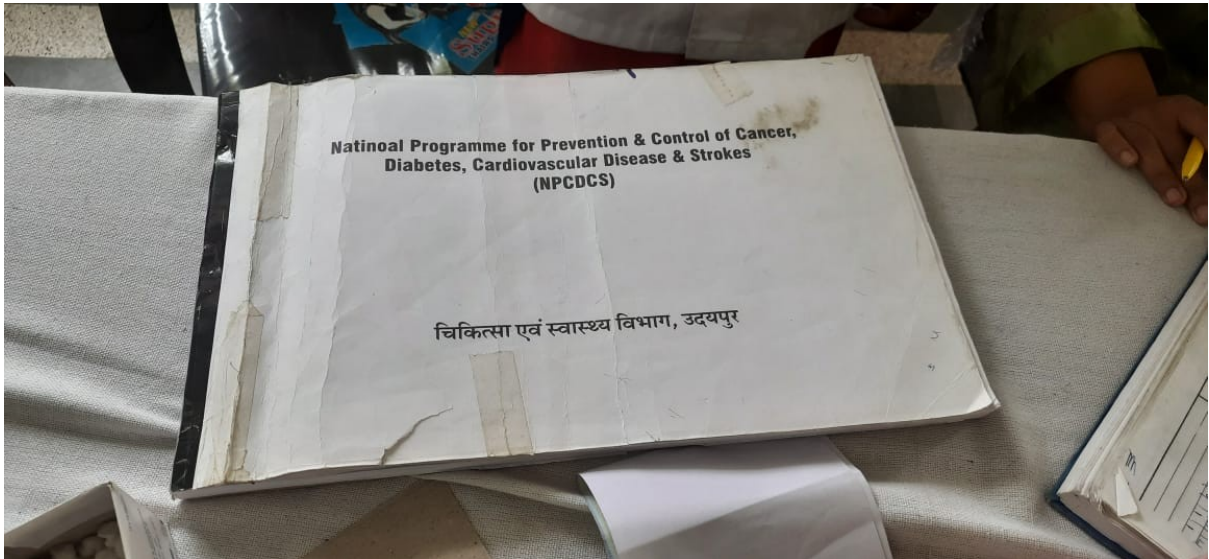 Natinoal Programme for Prevention & Control of Cancer,
Diabetes, Cardiovascular Disease & Strokes
(NPCDCS)
चिकित्सा एवं स्वास्थ्य विभाग, उदयपुर